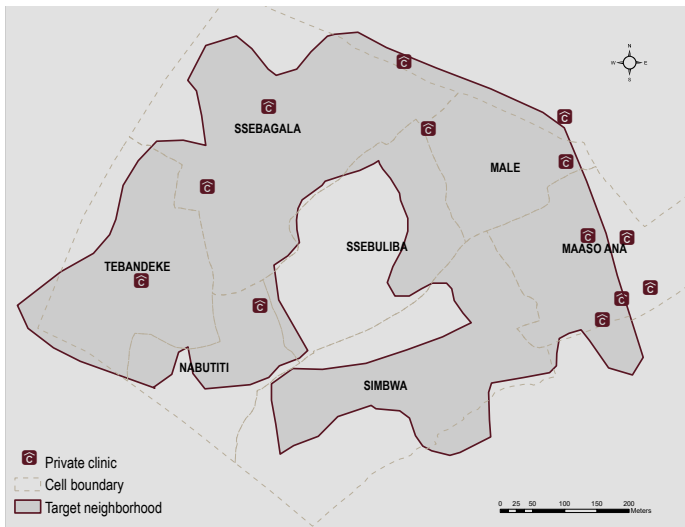 N
W E
S
C
C
C
C
SSEBAGALA
C
MALE
C
SSEBULIBA
C
C
MAASO ANA
TEBANDEKE
C
C
C
C
C
NABUTITI
SIMBWA
C Private clinic
Cell boundary
Target neighborhood
0 25 50 100 150 200
Meters